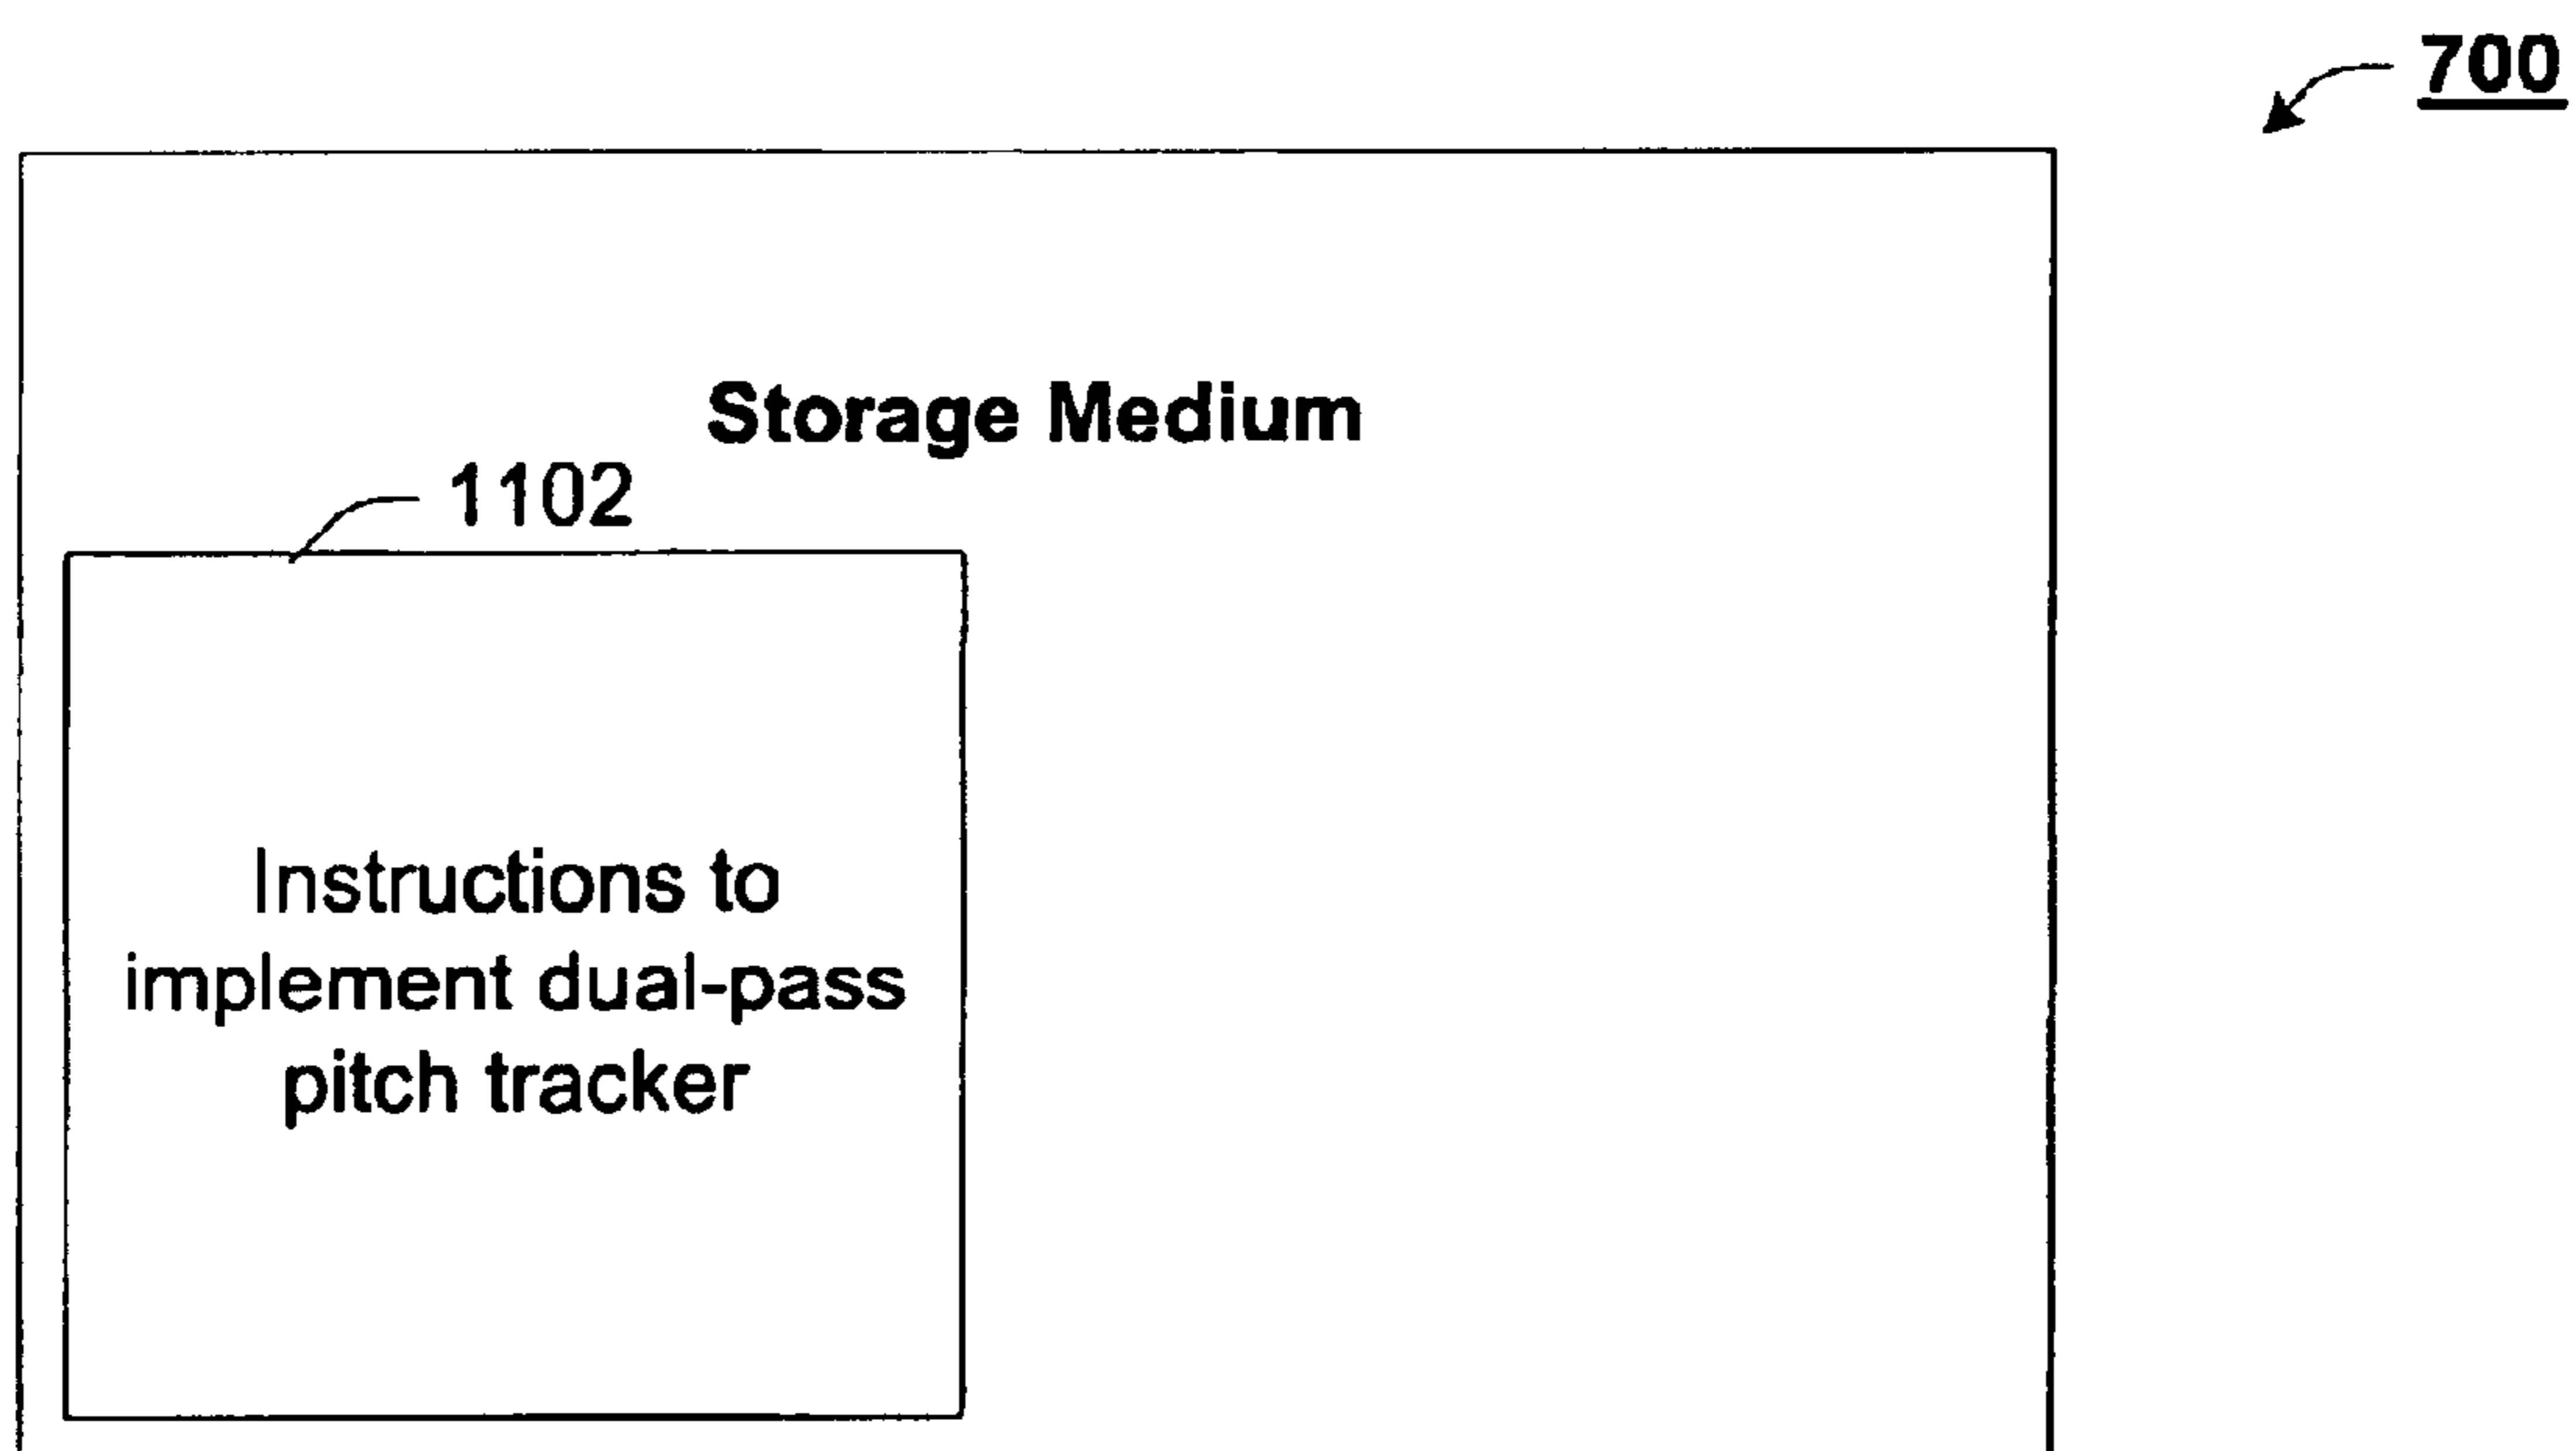 700
Storage Medium
1102
Instructions to
implement dual-pass
pitch tracker